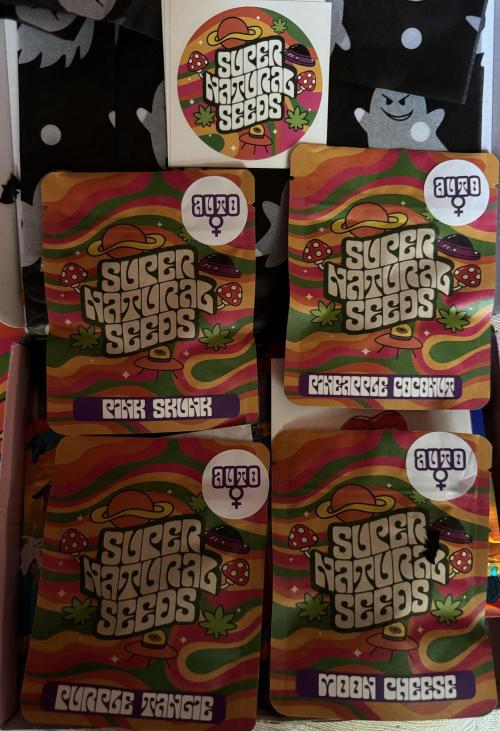 SUPER
NATURAL
SEEDS
AUTO
SUPER
NATURAL
SEEDS
PINK SKUNK
AUTO
SUPER
NATURAL
SEEDS
PINEAPPLE COCONUT
AUTO
SUPER
NATURAL
SEEDS
PURPLE TANGIE
AUTO
SUPER
NATURAL
SEEDS
MOON CHEESE